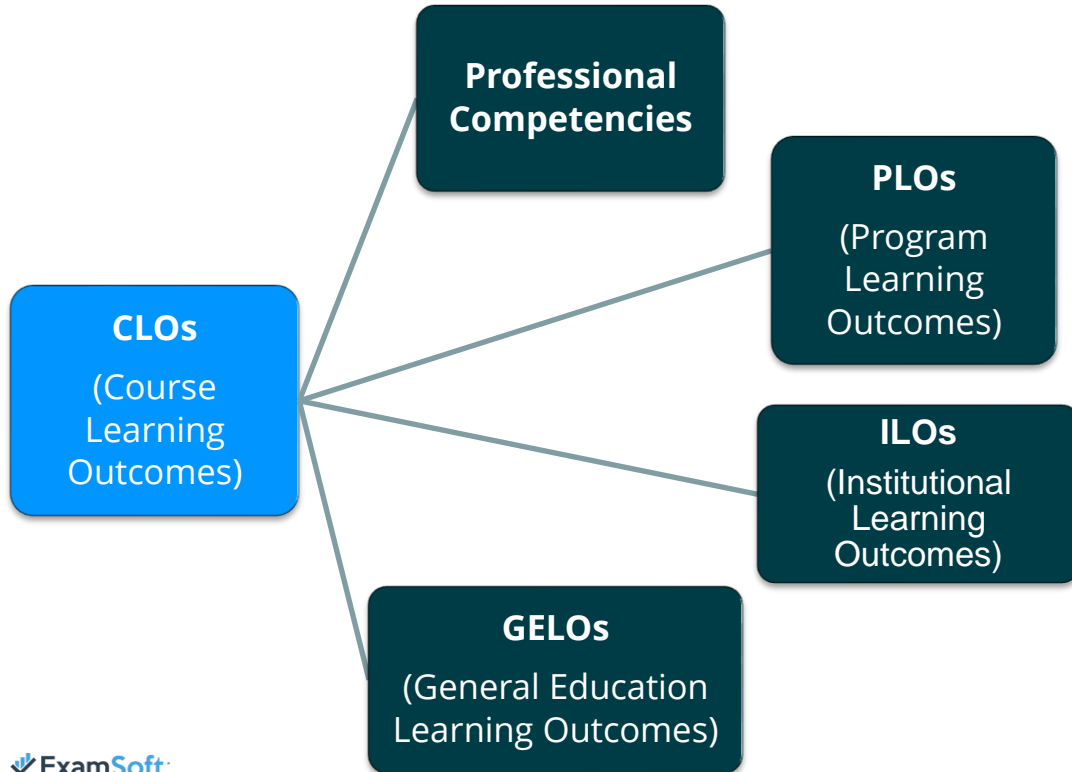 Professional
Competencies
PLOs
(Program
Learning
Outcomes)
CLOs
(Course
Learning
Outcomes)
ILOs
(Institutional
Learning
Outcomes)
GELOs
(General Education
Learning Outcomes)
ExamSoft